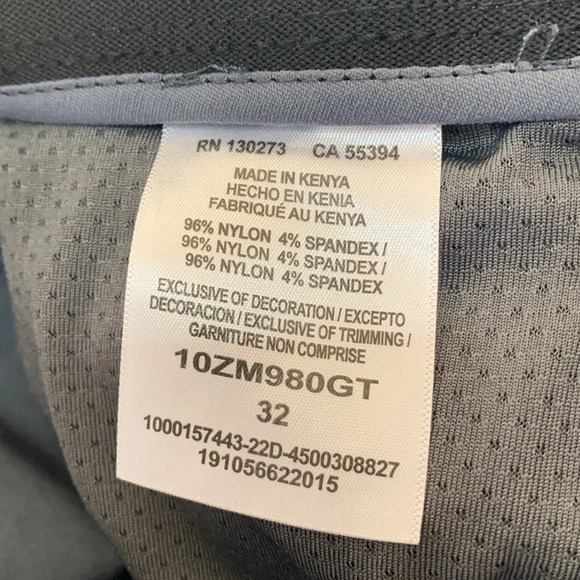 RN 130273 CA 55394
MADE IN KENYA
HECHO EN KENIA
FABRIQUÉ AU KENYA
96% NYLON 4% SPANDEX /
96% NYLON 4% SPANDEX /
96% NYLON 4% SPANDEX
EXCLUSIVE OF DECORATION / EXCEPTO
DECORACION / EXCLUSIVE OF TRIMMING /
GARNITURE NON COMPRISE
10ZM980GT
32
1000157443-22D-4500308827
191056622015